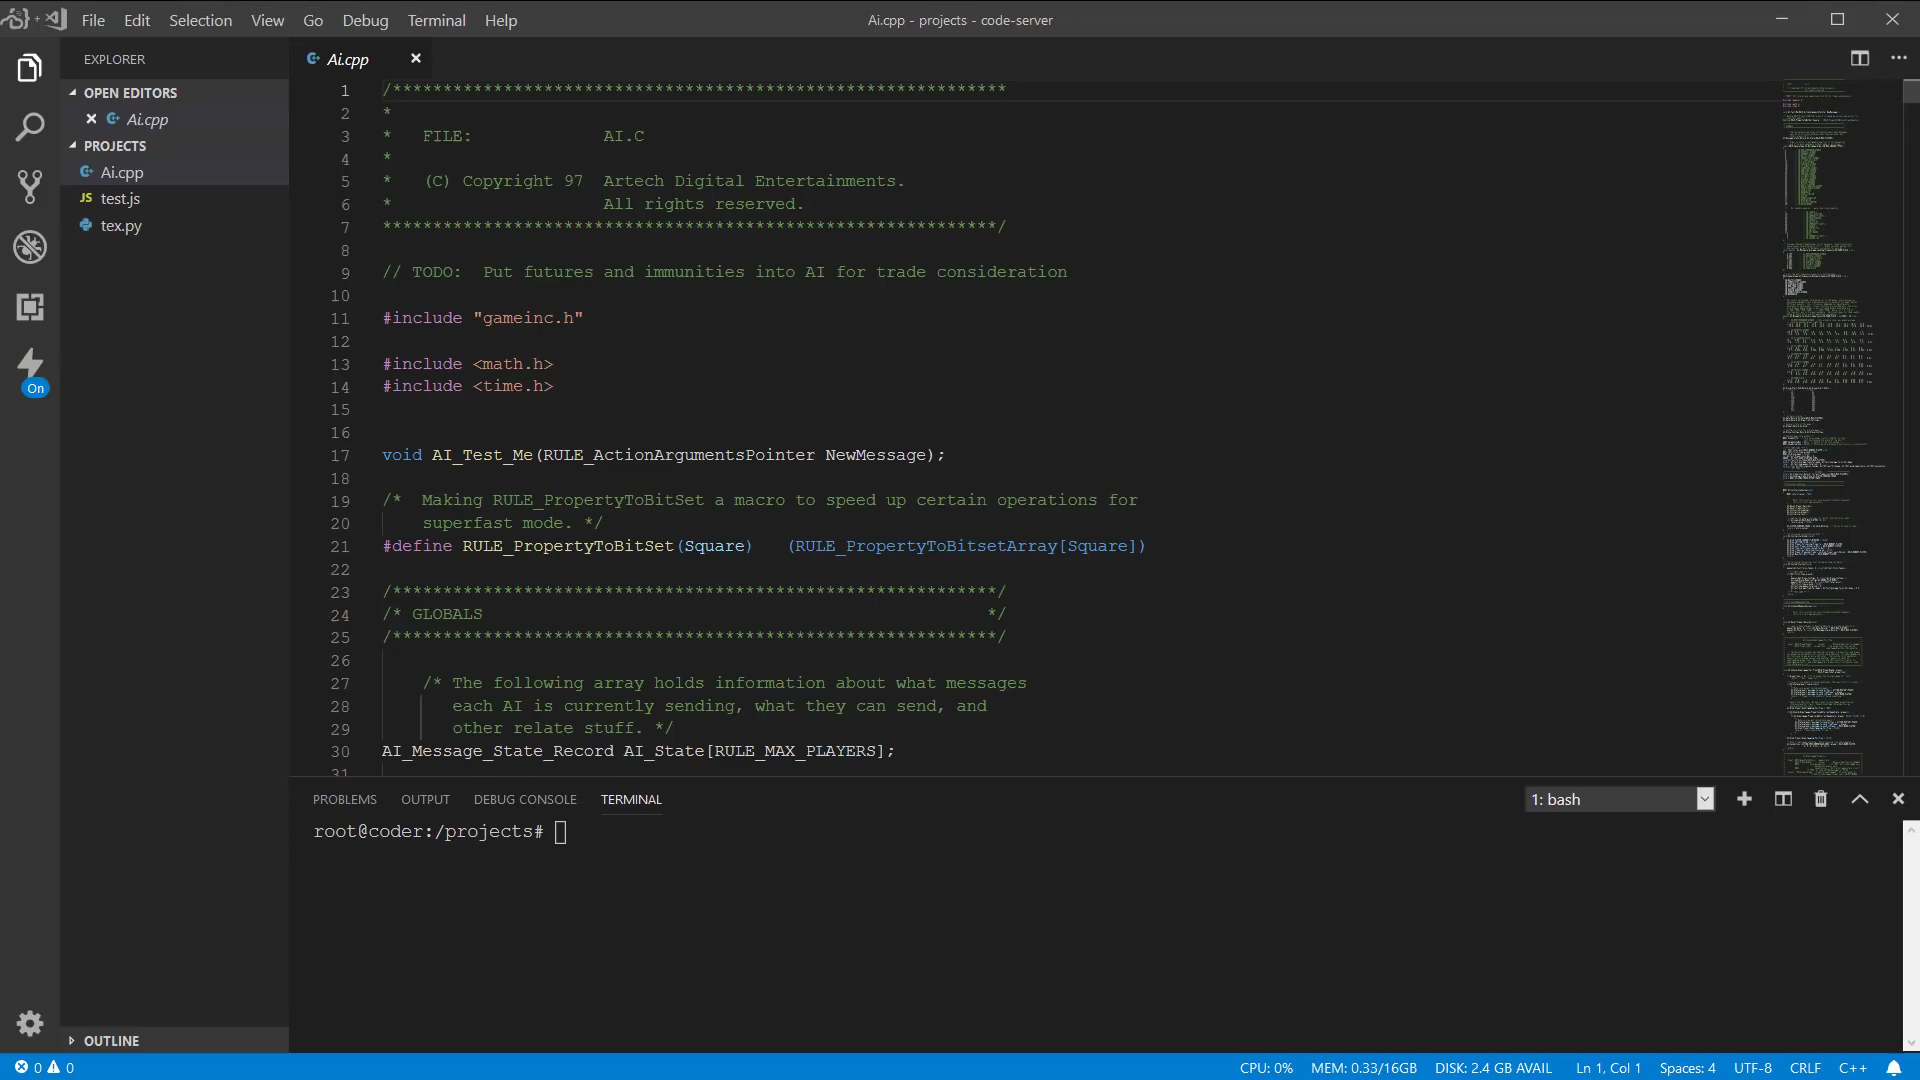 File Edit Selection View Go Debug Terminal Help
Ai.cpp - projects - code-server
EXPLORER
OPEN EDITORS
Ai.cpp
PROJECTS
Ai.cpp
JS test.js
tex.py
OUTLINE
On
Ai.cpp
1 /*************************************************************
2 *
3 *   FILE:             AI.C
4 *
5 *   (C) Copyright 97  Artech Digital Entertainments.
6 *                     All rights reserved.
7 *************************************************************/
8
9 // TODO:  Put futures and immunities into AI for trade consideration
10
11 #include "gameinc.h"
12
13 #include <math.h>
14 #include <time.h>
15
16
17 void AI_Test_Me(RULE_ActionArgumentsPointer NewMessage);
18
19 /*  Making RULE_PropertyToBitSet a macro to speed up certain operations for
20     superfast mode. */
21 #define RULE_PropertyToBitSet(Square)   (RULE_PropertyToBitsetArray[Square])
22
23 /************************************************************/
24 /* GLOBALS                                                  */
25 /************************************************************/
26
27     /* The following array holds information about what messages
28        each AI is currently sending, what they can send, and
29        other relate stuff. */
30 AI_Message_State_Record AI_State[RULE_MAX_PLAYERS];
31
PROBLEMS OUTPUT DEBUG CONSOLE TERMINAL
1: bash
root@coder:/projects#
0 0
CPU: 0% MEM: 0.33/16GB DISK: 2.4 GB AVAIL Ln 1, Col 1 Spaces: 4 UTF-8 CRLF C++